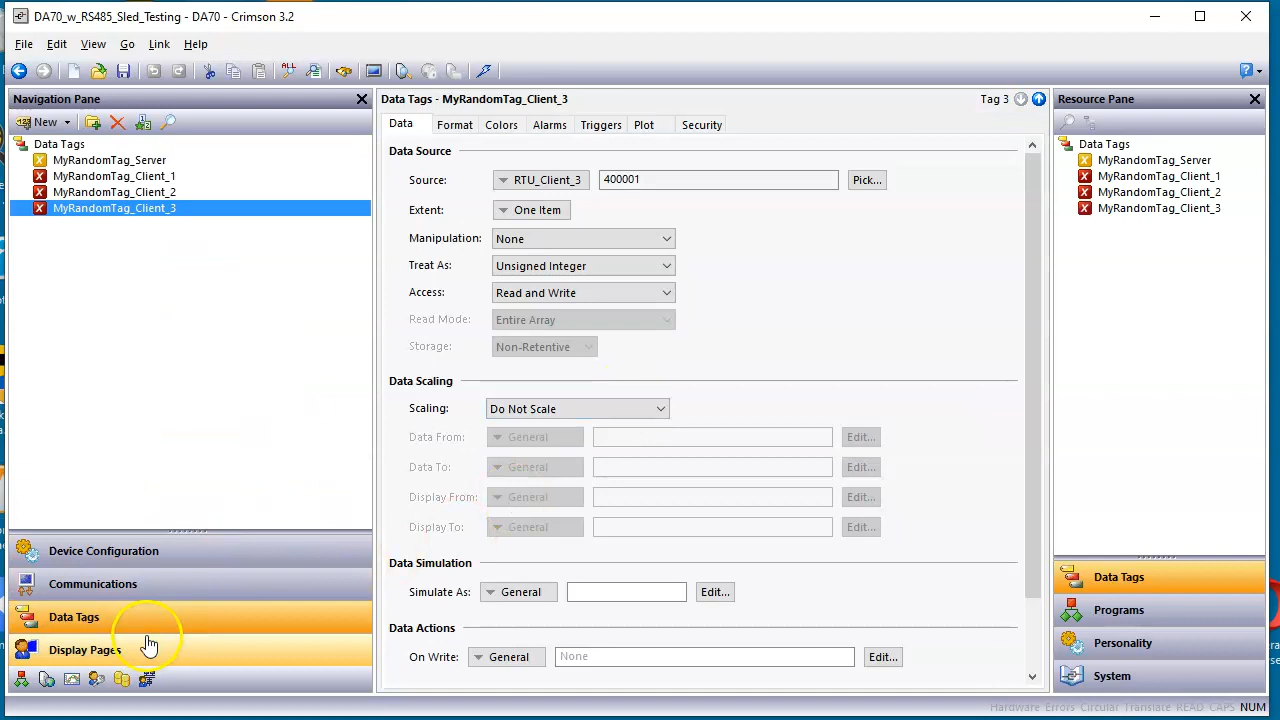 DA70_w_RS485_Sled_Testing - DA70 - Crimson 3.2
File Edit View Go Link Help
Navigation Pane
New
Data Tags
MyRandomTag_Server
MyRandomTag_Client_1
MyRandomTag_Client_2
MyRandomTag_Client_3
Device Configuration
Communications
Data Tags
Display Pages
Data Tags - MyRandomTag_Client_3
Tag 3
Data Format Colors Alarms Triggers Plot Security
Data Source
Source: RTU_Client_3 400001 Pick...
Extent: One Item
Manipulation: None
Treat As: Unsigned Integer
Access: Read and Write
Read Mode: Entire Array
Storage: Non-Retentive
Data Scaling
Scaling: Do Not Scale
Data From: General Edit...
Data To: General Edit...
Display From: General Edit...
Display To: General Edit...
Data Simulation
Simulate As: General Edit...
Data Actions
On Write: General None Edit...
Resource Pane
Data Tags
MyRandomTag_Server
MyRandomTag_Client_1
MyRandomTag_Client_2
MyRandomTag_Client_3
Data Tags
Programs
Personality
System
Hardware Errors Circular Translate READ CAPS NUM